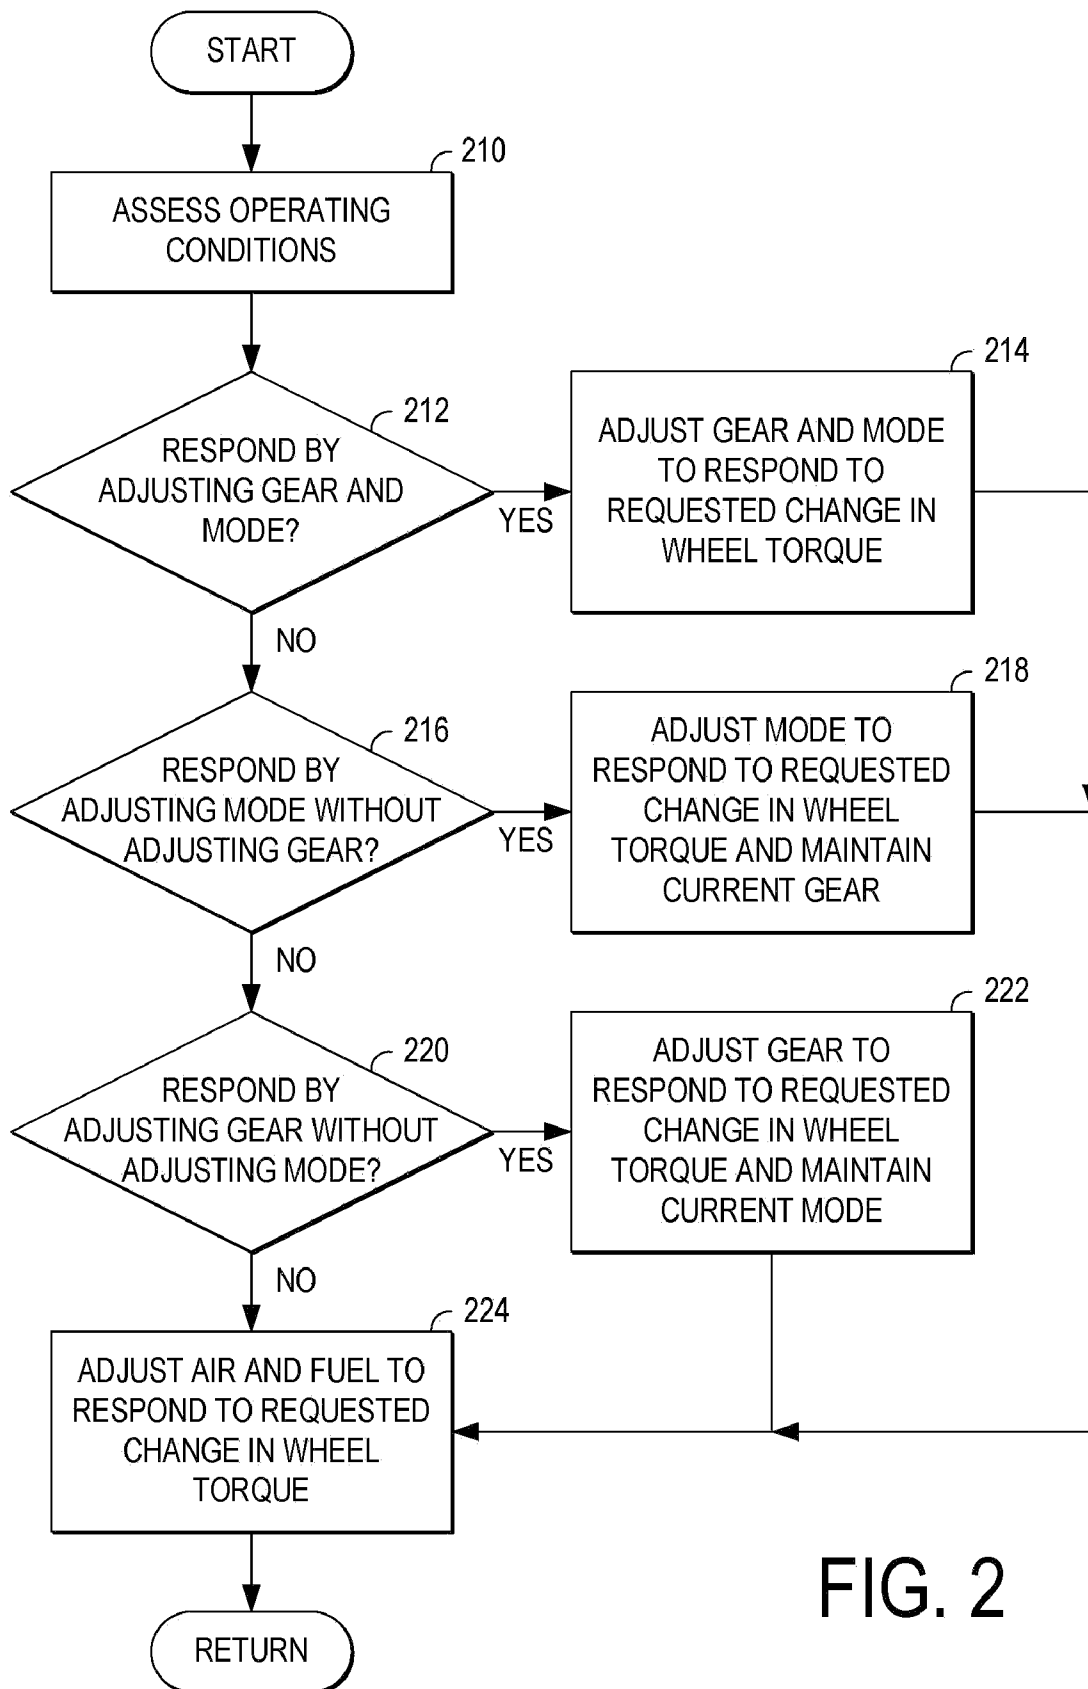 START
210
ASSESS OPERATING
CONDITIONS
212
RESPOND BY
ADJUSTING GEAR AND
MODE?
YES
NO
214
ADJUST GEAR AND MODE
TO RESPOND TO
REQUESTED CHANGE IN
WHEEL TORQUE
216
RESPOND BY
ADJUSTING MODE WITHOUT
ADJUSTING GEAR?
YES
NO
218
ADJUST MODE TO
RESPOND TO REQUESTED
CHANGE IN WHEEL
TORQUE AND MAINTAIN
CURRENT GEAR
220
RESPOND BY
ADJUSTING GEAR WITHOUT
ADJUSTING MODE?
YES
NO
222
ADJUST GEAR TO
RESPOND TO REQUESTED
CHANGE IN WHEEL
TORQUE AND MAINTAIN
CURRENT MODE
224
ADJUST AIR AND FUEL TO
RESPOND TO REQUESTED
CHANGE IN WHEEL
TORQUE
RETURN
FIG. 2